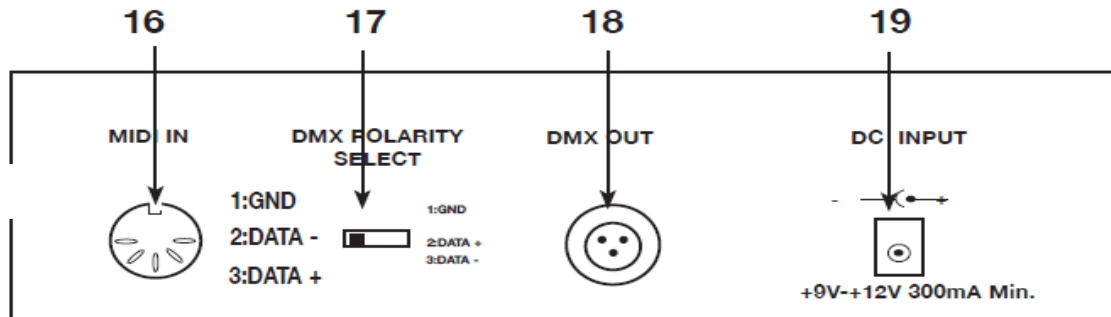 16 17 18 19
MIDI IN DMX POLARITY DMX OUT DC INPUT
SELECT
1:GND 1:GND
2:DATA - 2:DATA +
3:DATA + 3:DATA -
- +
+9V-+12V 300mA Min.